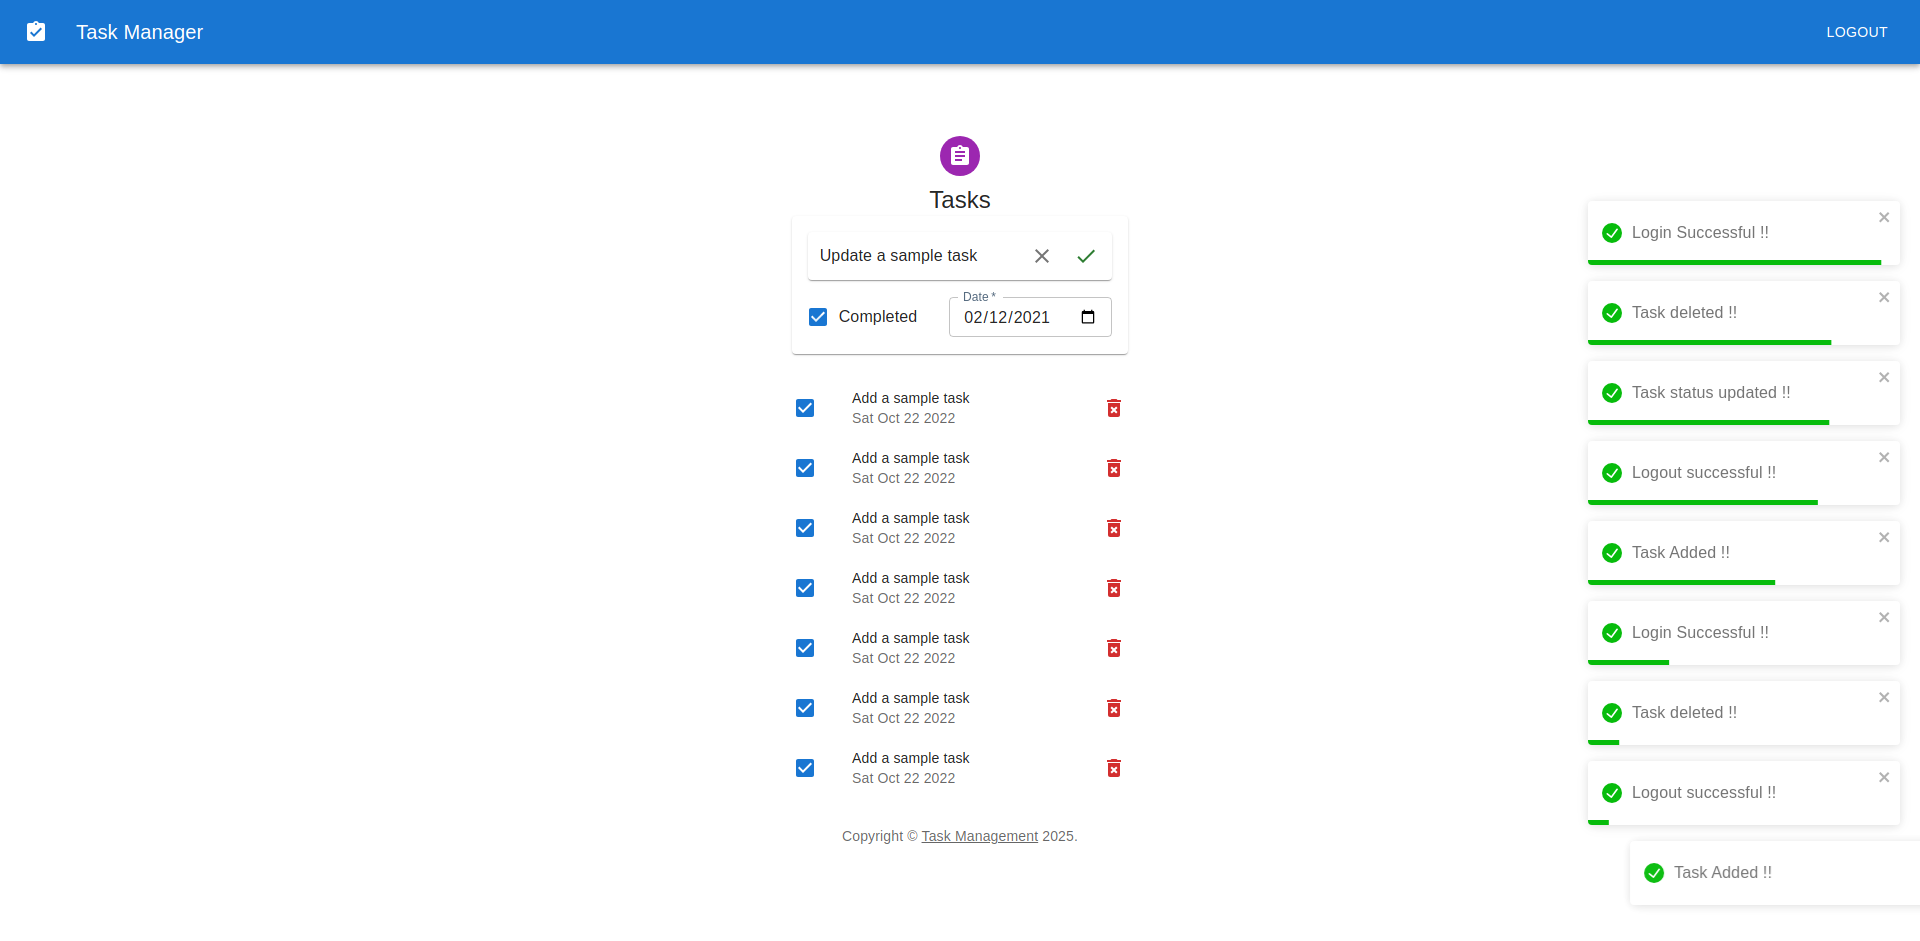 Task Manager
LOGOUT
Tasks
Update a sample task
Completed
Date *
02/12/2021
Add a sample task
Sat Oct 22 2022
Add a sample task
Sat Oct 22 2022
Add a sample task
Sat Oct 22 2022
Add a sample task
Sat Oct 22 2022
Add a sample task
Sat Oct 22 2022
Add a sample task
Sat Oct 22 2022
Add a sample task
Sat Oct 22 2022
Copyright © Task Management 2025.
Login Successful !!
Task deleted !!
Task status updated !!
Logout successful !!
Task Added !!
Login Successful !!
Task deleted !!
Logout successful !!
Task Added !!